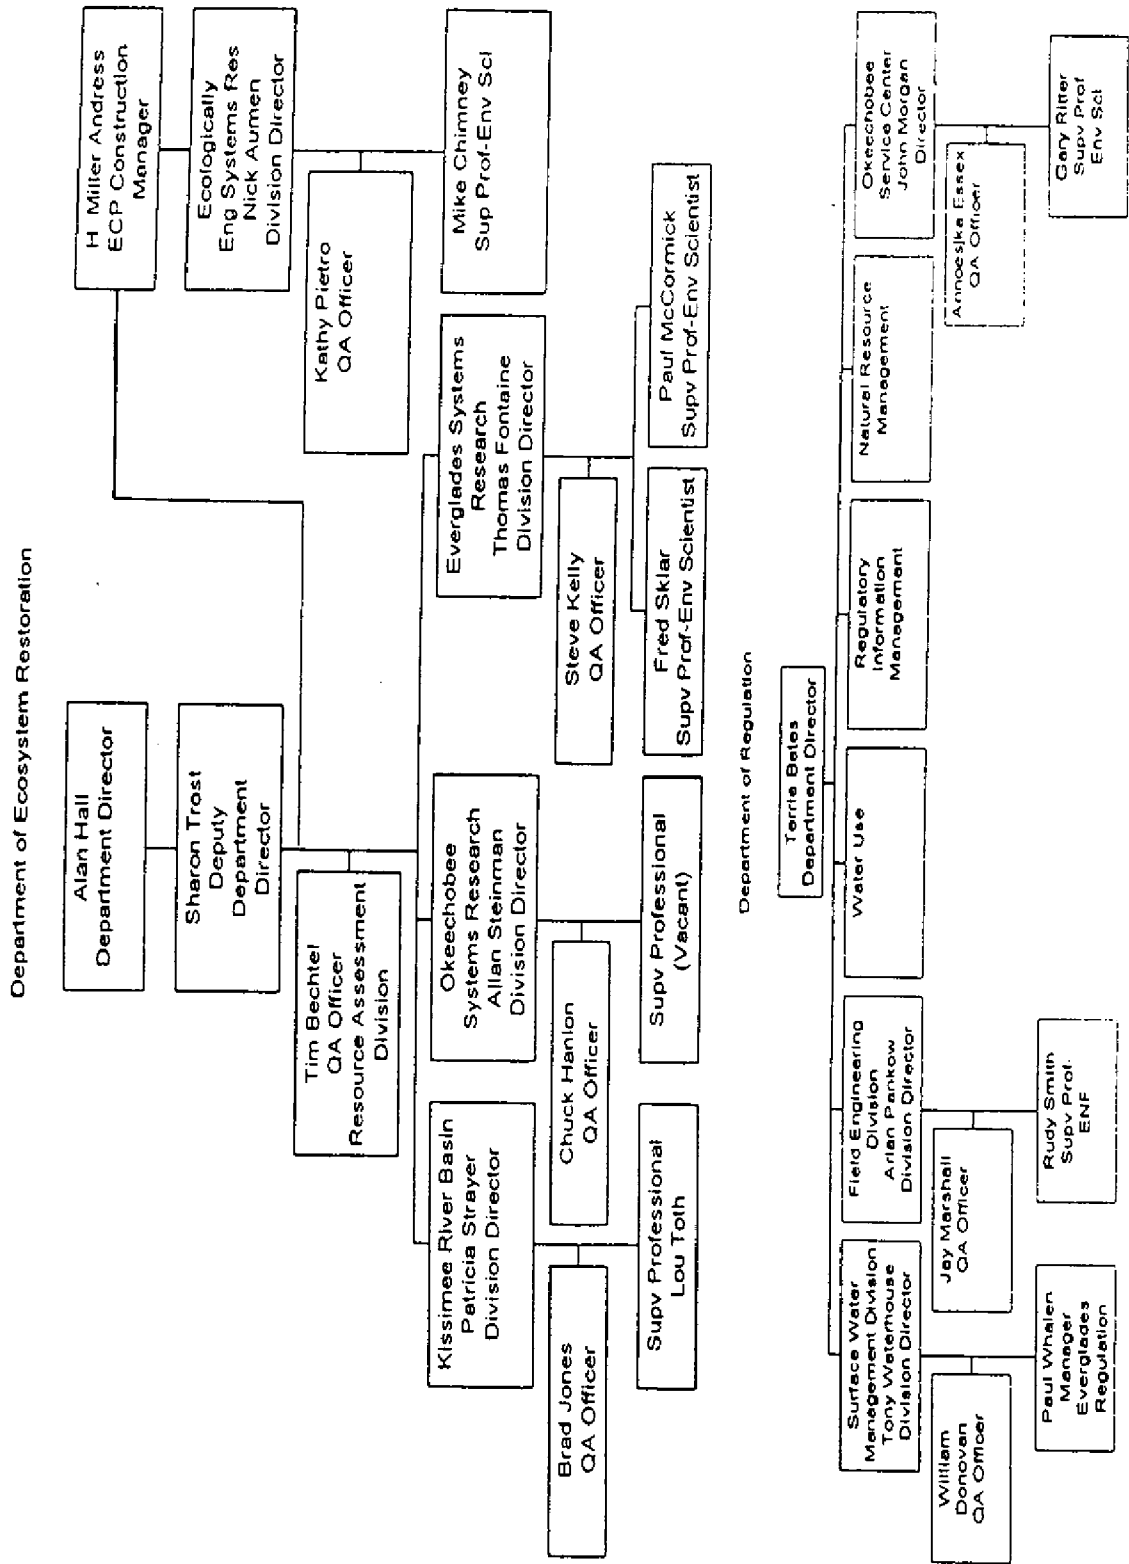 Department of Ecosystem Restoration
Alan Hall
Department Director
H. Miller Andress
ECP Construction
Manager
Sharon Trost
Deputy
Department
Director
Ecologically
Eng Systems Res
Nick Aumen
Division Director
Tim Bechtel
QA Officer
Resource Assessment
Division
Kathy Pietro
QA Officer
Kissimee River Basin
Patricia Strayer
Division Director
Okeechobee
Systems Research
Allan Steinman
Division Director
Everglades Systems
Research
Thomas Fontaine
Division Director
Mike Chimney
Sup Prof-Env Scl
Brad Jones
QA Officer
Chuck Hanlon
QA Officer
Steve Kelly
QA Officer
Supv Professional
Lou Toth
Supv Professional
(Vacant)
Fred Sklar
Supv Prof-Env Scientist
Paul McCormick
Supv Prof-Env Scientist
Department of Regulation
Terrie Bates
Department Director
Surface Water
Management Division
Tony Waterhouse
Division Director
Field Engineering
Division
Arlan Pankow
Division Director
Water Use
Regulatory
Information
Management
Natural Resource
Management
Okeechobee
Service Center
John Morgan
Director
William
Donovan
QA Officer
Jay Marshall
QA Officer
Annoesjka Essex
QA Officer
Paul Whalen
Manager
Everglades
Regulation
Rudy Smith
Supv Prof.
ENF
Gary Ritter
Supv Prof
Env Scl